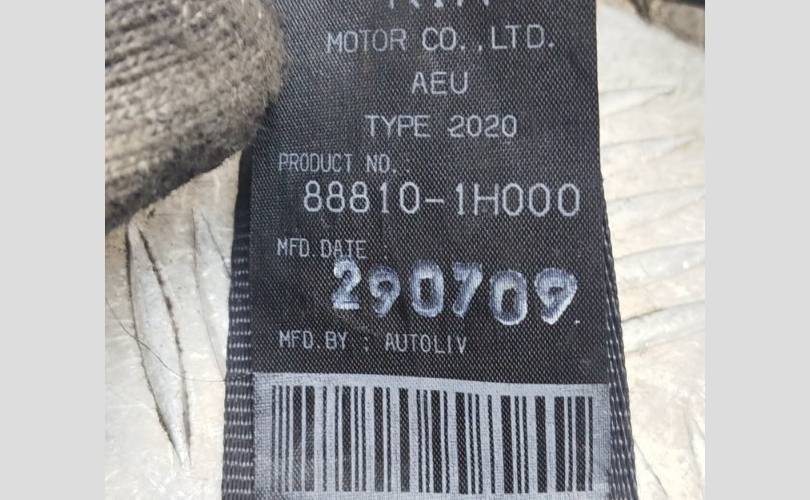 MOTOR CO.,LTD.
AEU
TYPE 2020
PRODUCT NO. :
88810-1H000
MFD.DATE :
290709
MFD.BY : AUTOLIV